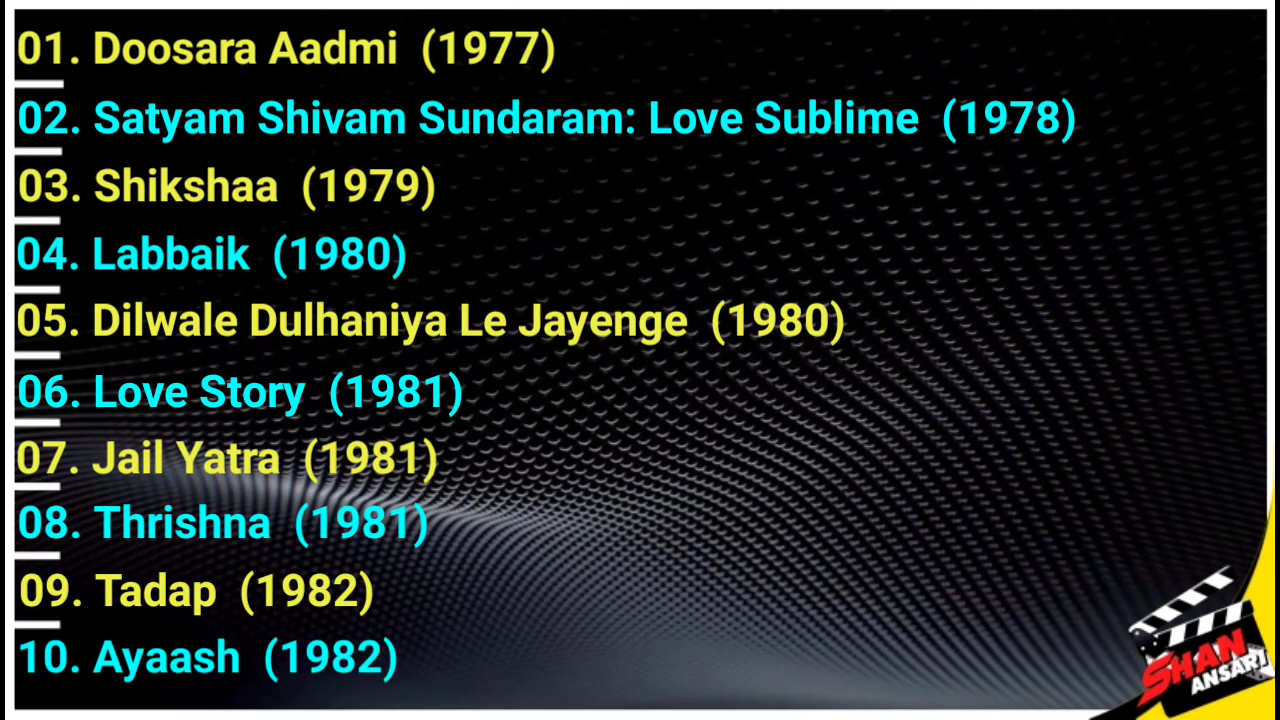 01. Doosara Aadmi (1977)
02. Satyam Shivam Sundaram: Love Sublime (1978)
03. Shikshaa (1979)
04. Labbaik (1980)
05. Dilwale Dulhaniya Le Jayenge (1980)
06. Love Story (1981)
07. Jail Yatra (1981)
08. Thrishna (1981)
09. Tadap (1982)
10. Ayaash (1982)
SHAN
ANSARI